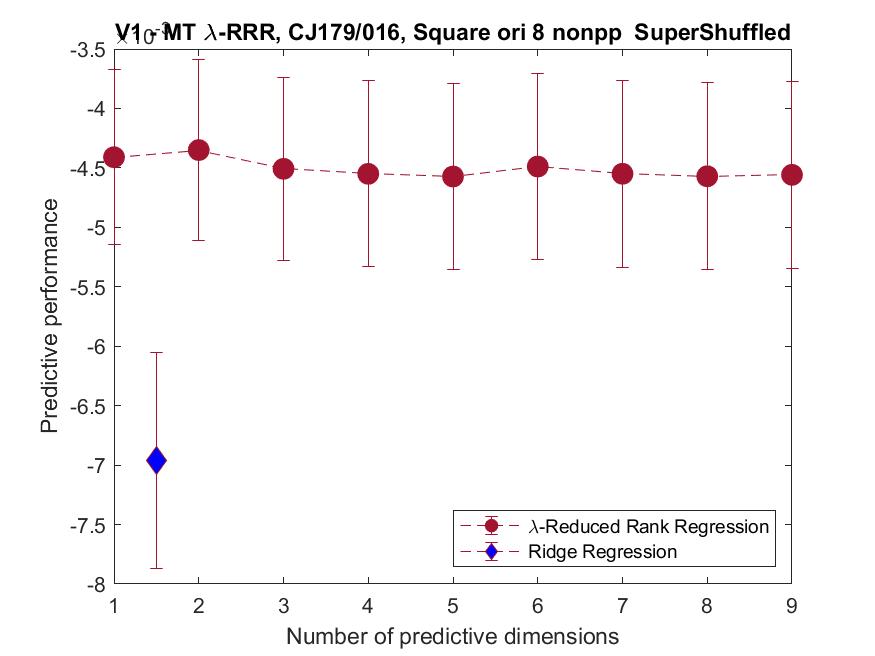 V1 - MT λ-RRR, CJ179/016, Square ori 8 nonpp SuperShuffled
×10⁻³
-3.5
-4
-4.5
-5
-5.5
-6
-6.5
-7
-7.5
-8
Predictive performance
λ-Reduced Rank Regression
Ridge Regression
1 2 3 4 5 6 7 8 9
Number of predictive dimensions